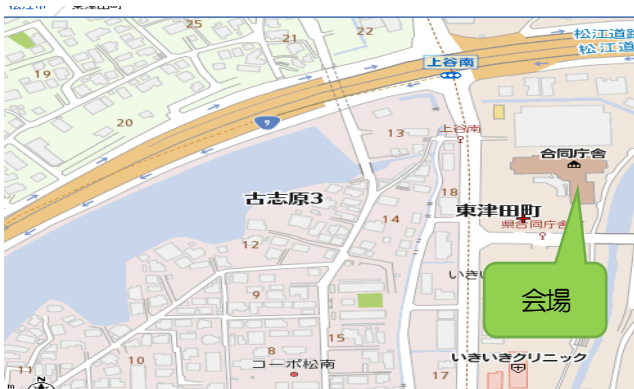 松江市 東津田町
25
22
21
松江道路
松江道
上谷南
19
20
9
13
上谷南
合同庁舎
18
古志原3
東津田町
14
県合同庁舎
12
いき
会場
9
15
8
コーポ松南
いきいきクリニック
10
11
17
N